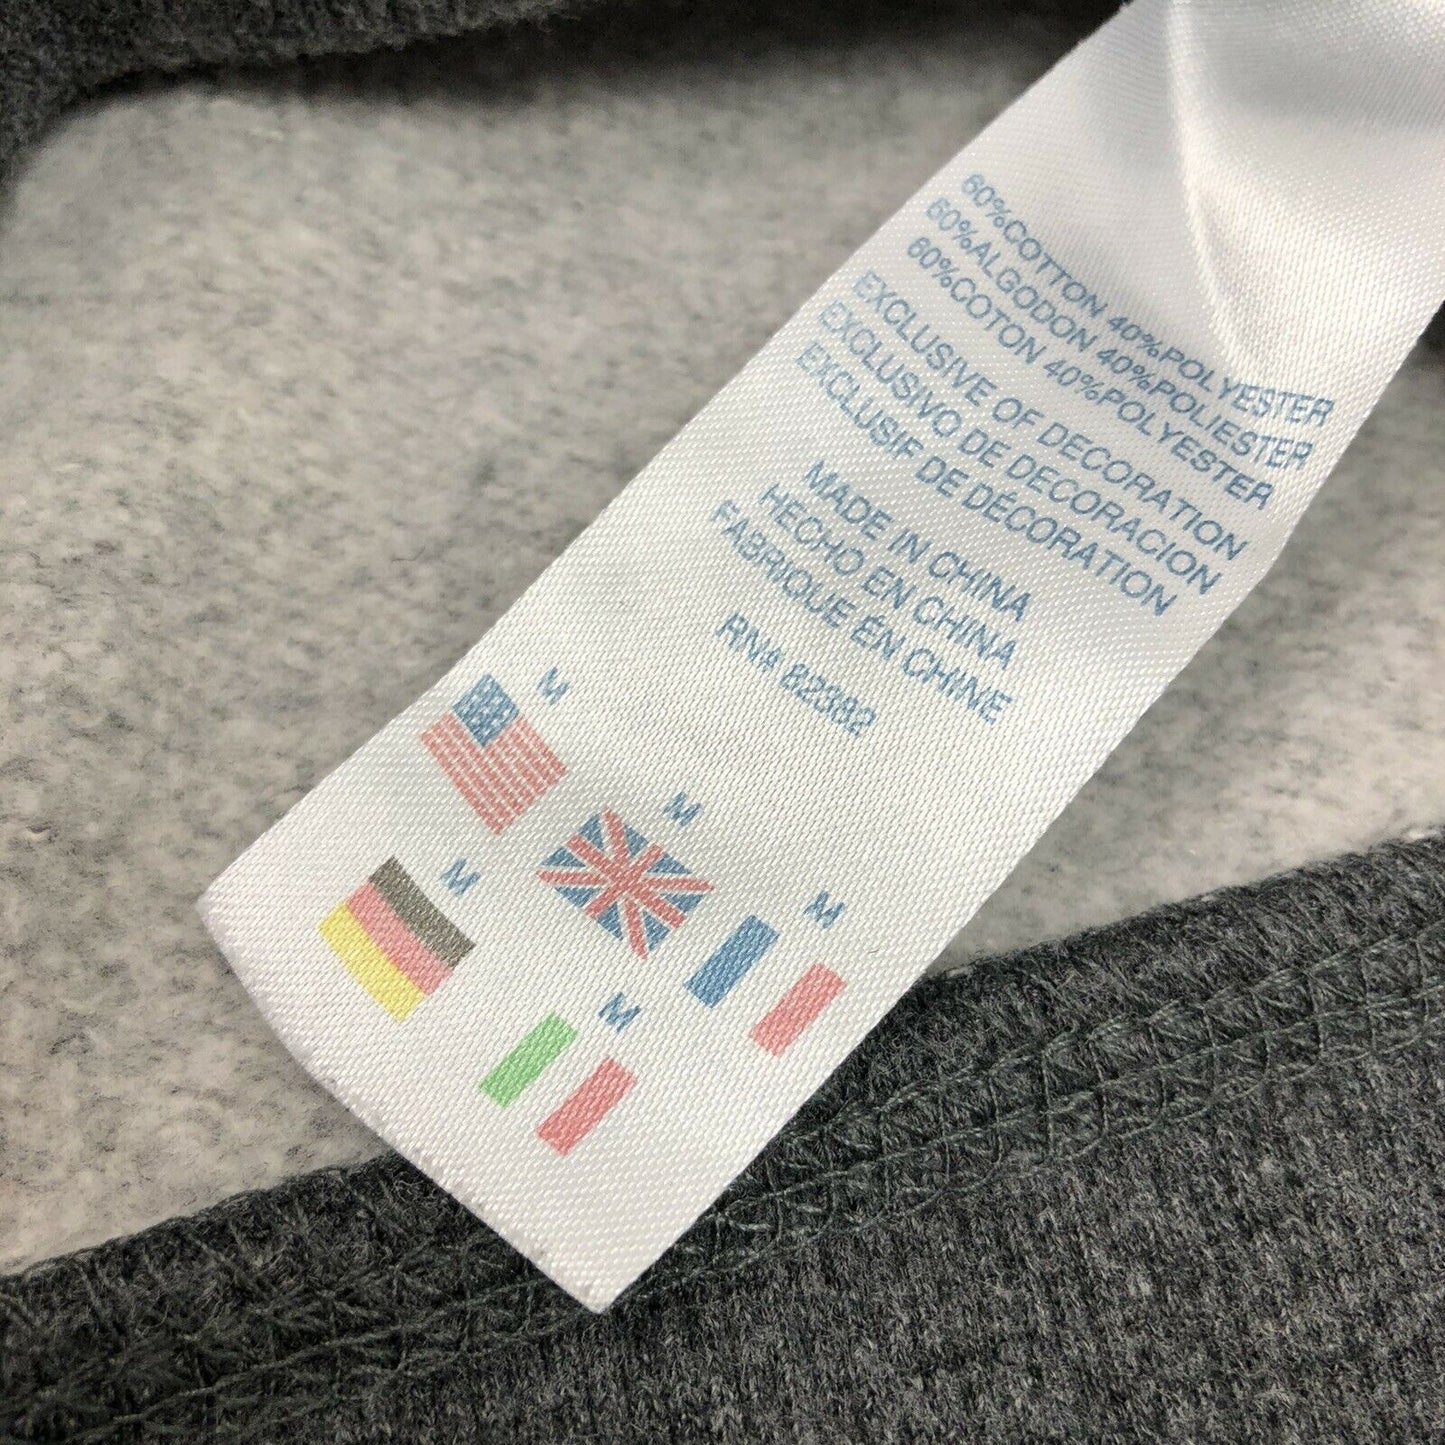 60%COTTON 40%POLYESTER
60%ALGODON 40%POLIESTER
60%COTON 40%POLYESTER
EXCLUSIVE OF DECORATION
EXCLUSIVO DE DECORACION
EXCLUSIF DE DÉCORATION
MADE IN CHINA
HECHO EN CHINA
FABRIQUE ÉN CHINE
RN# 82382
M
M
M
M
M